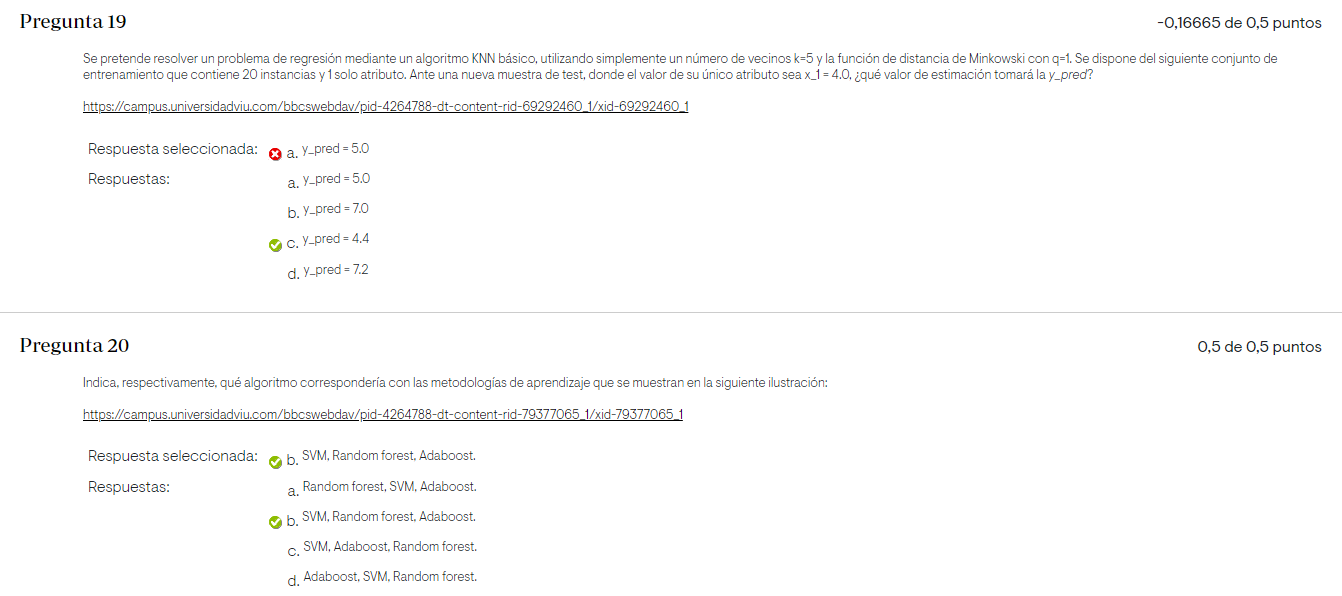 Pregunta 19
-0,16665 de 0,5 puntos
Se pretende resolver un problema de regresión mediante un algoritmo KNN básico, utilizando simplemente un número de vecinos k=5 y la función de distancia de Minkowski con q=1. Se dispone del siguiente conjunto de
entrenamiento que contiene 20 instancias y 1 solo atributo. Ante una nueva muestra de test, donde el valor de su único atributo sea x_1 = 4.0, ¿qué valor de estimación tomará la y_pred?
https://campus.universidadviu.com/bbcswebdav/pid-4264788-dt-content-rid-69292460_1/xid-69292460_1
Respuesta seleccionada: a. y_pred = 5.0
Respuestas: a. y_pred = 5.0
b. y_pred = 7.0
c. y_pred = 4.4
d. y_pred = 7.2
Pregunta 20
0,5 de 0,5 puntos
Indica, respectivamente, qué algoritmo correspondería con las metodologías de aprendizaje que se muestran en la siguiente ilustración:
https://campus.universidadviu.com/bbcswebdav/pid-4264788-dt-content-rid-79377065_1/xid-79377065_1
Respuesta seleccionada: b. SVM, Random forest, Adaboost.
Respuestas: a. Random forest, SVM, Adaboost.
b. SVM, Random forest, Adaboost.
c. SVM, Adaboost, Random forest.
d. Adaboost, SVM, Random forest.